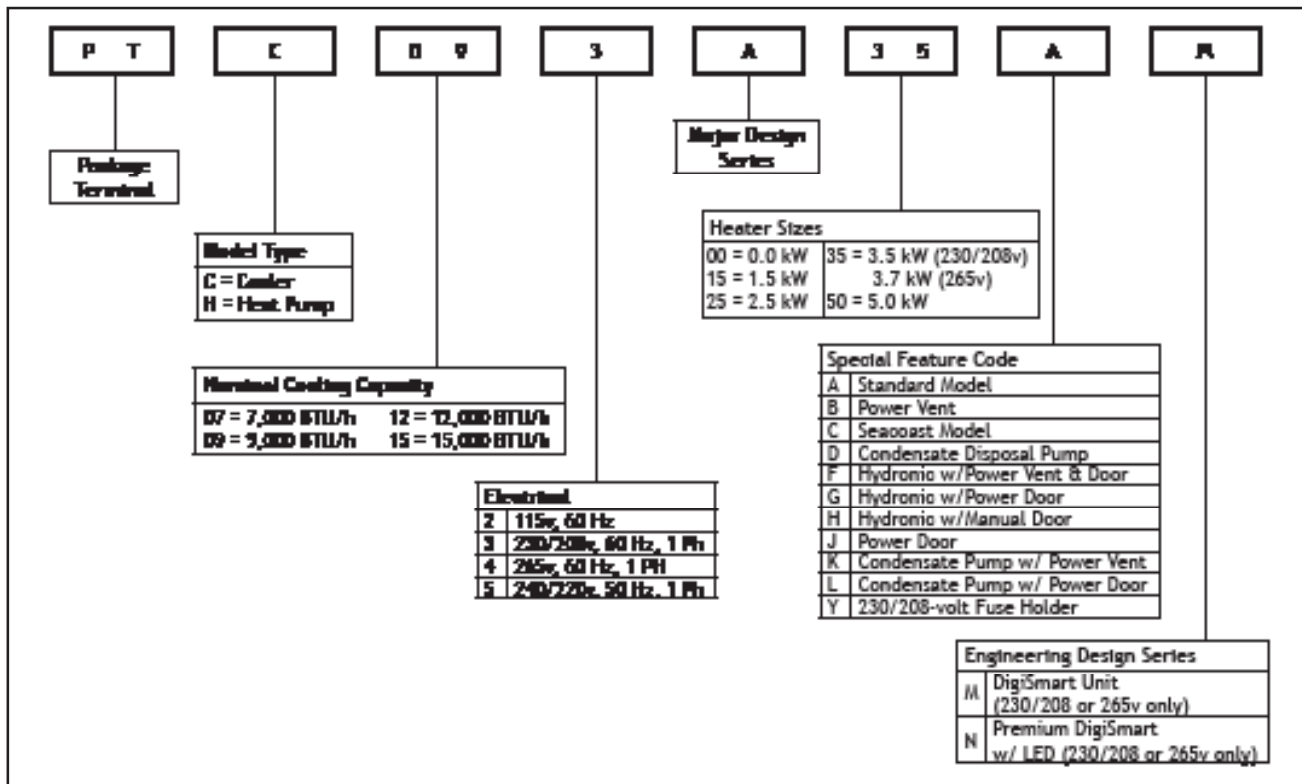 P T C 0 9 3 A 3 5 A M
Package
Terminal
Major Design
Series
Model Type
C = Cooler
H = Heat Pump
Heater Sizes
00 = 0.0 kW 35 = 3.5 kW (230/208v)
15 = 1.5 kW 3.7 kW (265v)
25 = 2.5 kW 50 = 5.0 kW
Nominal Cooling Capacity
07 = 7,000 BTU/h 12 = 12,000 BTU/h
09 = 9,000 BTU/h 15 = 15,000 BTU/h
Electrical
2 115v, 60 Hz
3 230/208v, 60 Hz, 1 Ph
4 265v, 60 Hz, 1 PH
5 240/220v, 50 Hz, 1 Ph
Special Feature Code
A Standard Model
B Power Vent
C Seacoast Model
D Condensate Disposal Pump
F Hydronic w/Power Vent & Door
G Hydronic w/Power Door
H Hydronic w/Manual Door
J Power Door
K Condensate Pump w/ Power Vent
L Condensate Pump w/ Power Door
Y 230/208-volt Fuse Holder
Engineering Design Series
M DigiSmart Unit
(230/208 or 265v only)
N Premium DigiSmart
w/ LED (230/208 or 265v only)